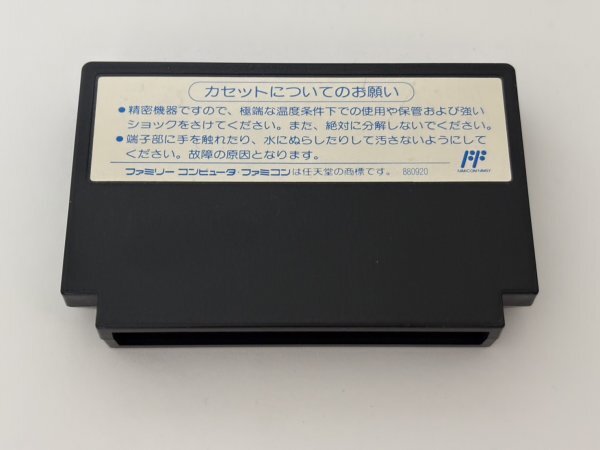 カセットについてのお願い
●精密機器ですので、極端な温度条件下での使用や保管および強い
ショックをさけてください。また、絶対に分解しないでください。
●端子部に手を触れたり、水にぬらしたりして汚さないようにして
ください。故障の原因となります。
ファミリー コンピュータ・ファミコンは任天堂の商標です。 880920
FAMICOM FAMILY